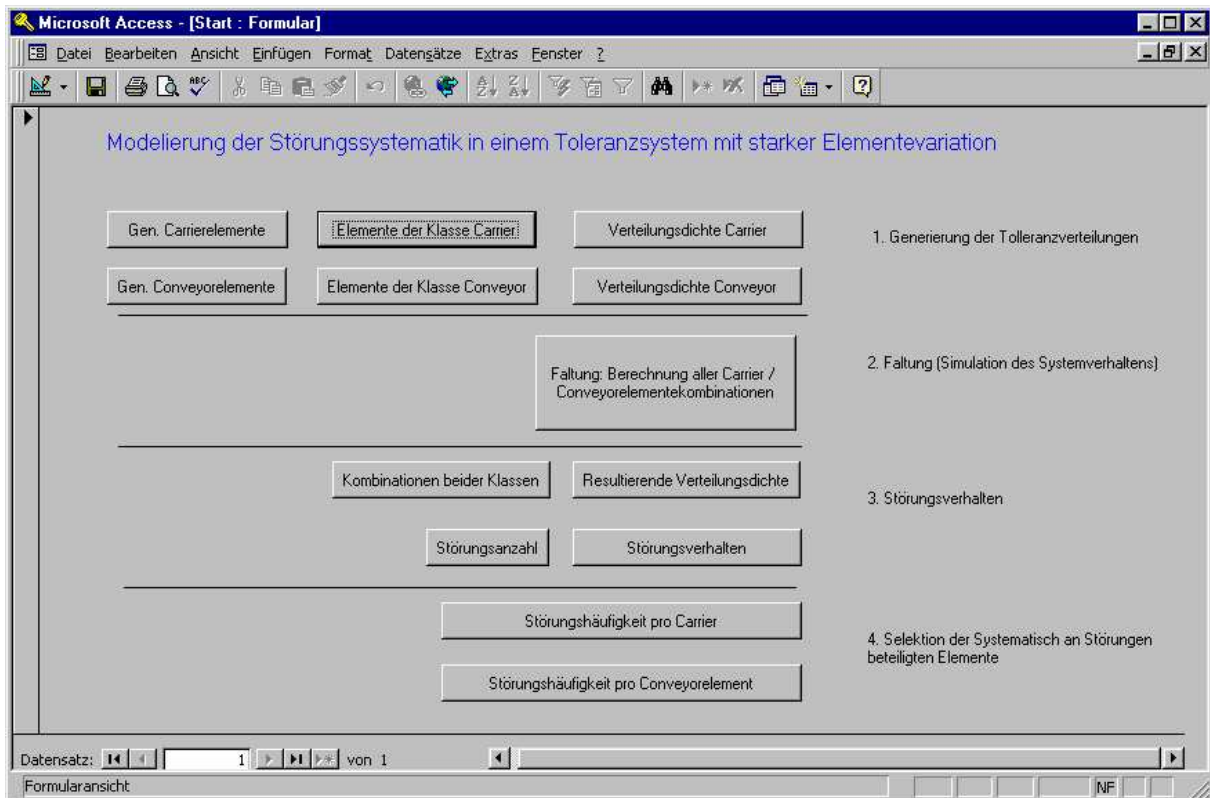 Microsoft Access - [Start : Formular]
Datei Bearbeiten Ansicht Einfügen Format Datensätze Extras Fenster ?
Modelierung der Störungssystematik in einem Toleranzsystem mit starker Elementevariation
Gen. Carrierelemente
Elemente der Klasse Carrier
Verteilungsdichte Carrier
1. Generierung der Tolleranzverteilungen
Gen. Conveyorelemente
Elemente der Klasse Conveyor
Verteilungsdichte Conveyor
Faltung: Berechnung aller Carrier /
Conveyorelementekombinationen
2. Faltung (Simulation des Systemverhaltens)
Kombinationen beider Klassen
Resultierende Verteilungsdichte
3. Störungsverhalten
Störungsanzahl
Störungsverhalten
Störungshäufigkeit pro Carrier
4. Selektion der Systematisch an Störungen
beteiligten Elemente
Störungshäufigkeit pro Conveyorelement
Datensatz: 1 von 1
Formularansicht
NF